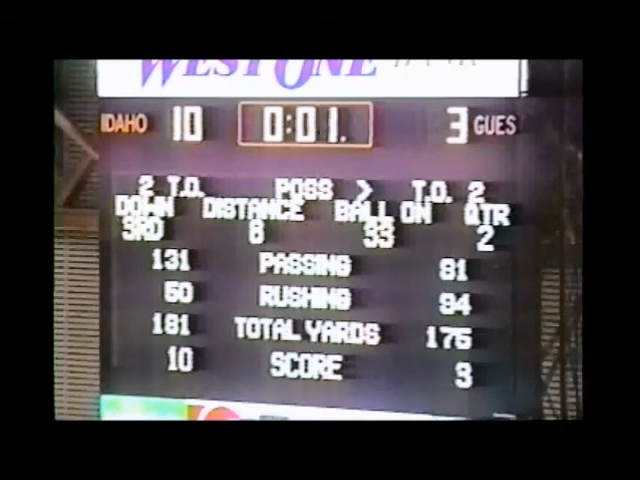 WEST ONE BANK
IDAHO 10 0:01. 3 GUES
2 T.O. POSS > T.O. 2
DOWN DISTANCE BALL ON QTR
3RD 8 33 2
131 PASSING 81
50 RUSHING 94
181 TOTAL YARDS 175
10 SCORE 3